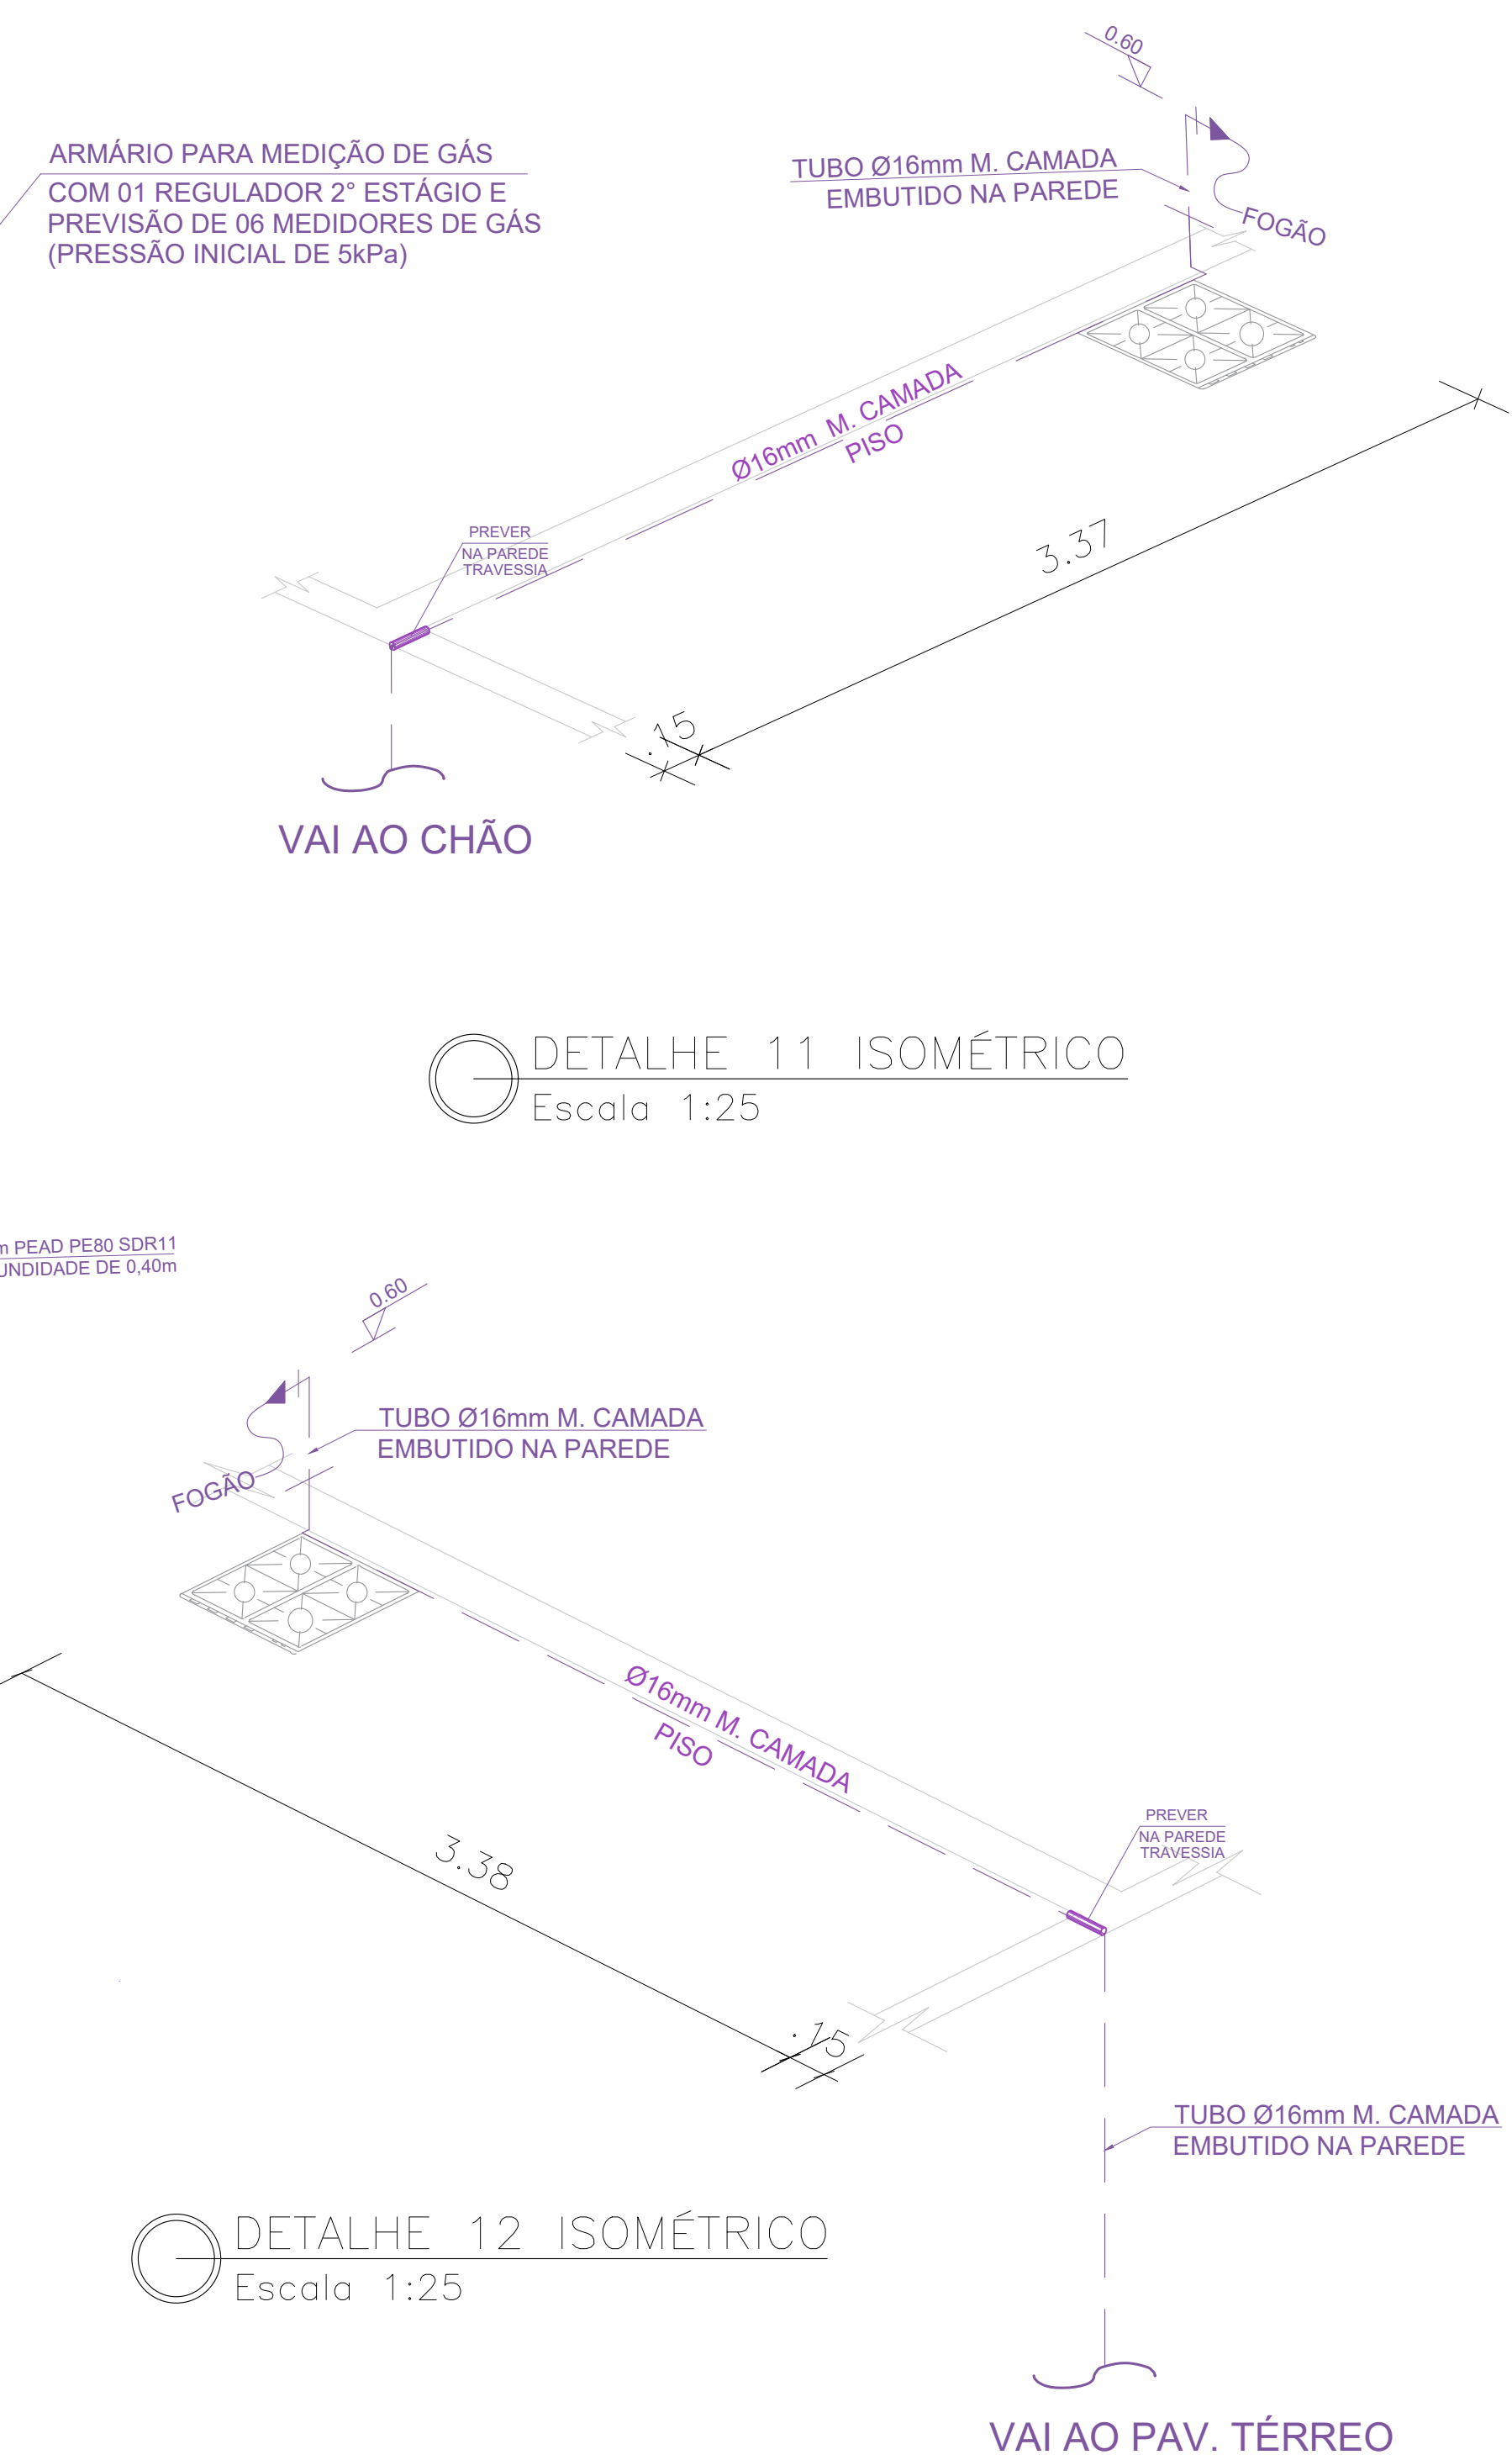 0.60
ARMÁRIO PARA MEDIÇÃO DE GÁS
COM 01 REGULADOR 2° ESTÁGIO E
PREVISÃO DE 06 MEDIDORES DE GÁS
(PRESSÃO INICIAL DE 5kPa)
TUBO Ø16mm M. CAMADA
EMBUTIDO NA PAREDE
FOGÃO
Ø16mm M. CAMADA
PISO
3.37
PREVER
NA PAREDE
TRAVESSIA
.15
VAI AO CHÃO
DETALHE 11 ISOMÉTRICO
Escala 1:25
m PEAD PE80 SDR11
UNDIDADE DE 0,40m
0.60
TUBO Ø16mm M. CAMADA
EMBUTIDO NA PAREDE
FOGÃO
Ø16mm M. CAMADA
PISO
3.38
PREVER
NA PAREDE
TRAVESSIA
.15
TUBO Ø16mm M. CAMADA
EMBUTIDO NA PAREDE
DETALHE 12 ISOMÉTRICO
Escala 1:25
VAI AO PAV. TÉRREO